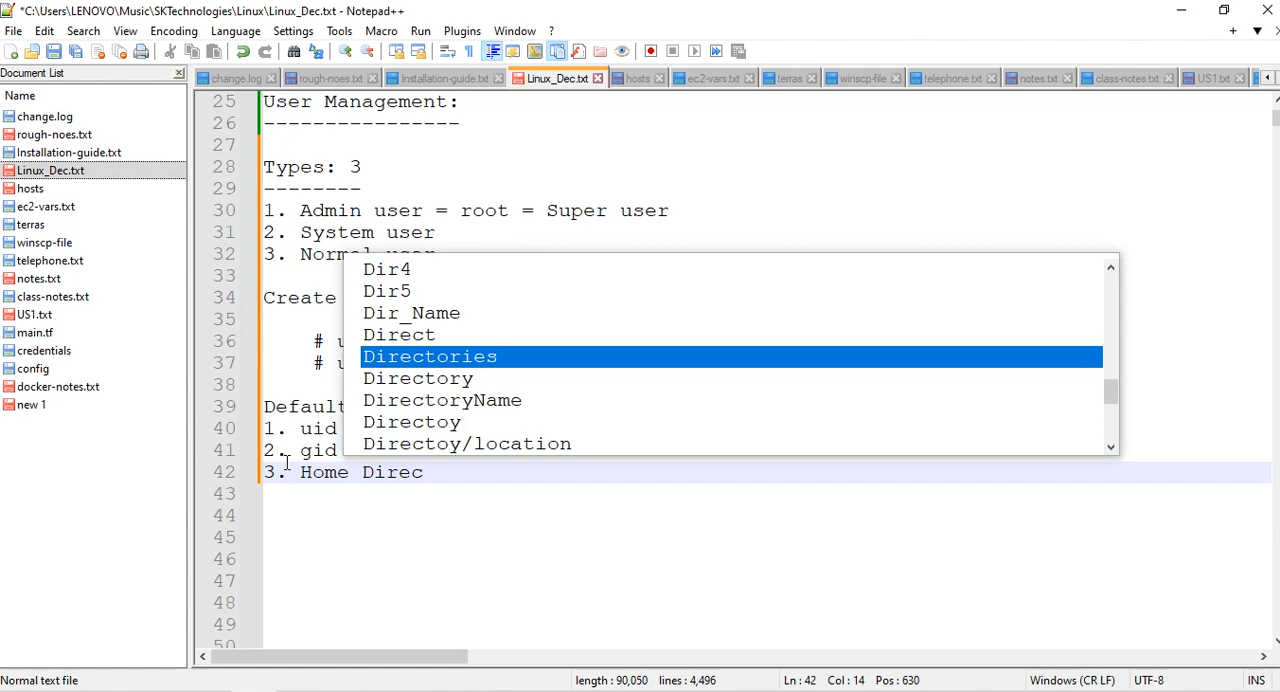 *C:\Users\LENOVO\Music\SKTechnologies\Linux\Linux_Dec.txt - Notepad++
File Edit Search View Encoding Language Settings Tools Macro Run Plugins Window ?
Document List
change.log rough-noes.txt Installation-guide.txt Linux_Dec.txt hosts ec2-vars.txt terras winscp-file telephone.txt notes.txt class-notes.txt US1.txt
Name
change.log
rough-noes.txt
Installation-guide.txt
Linux_Dec.txt
hosts
ec2-vars.txt
terras
winscp-file
telephone.txt
notes.txt
class-notes.txt
US1.txt
main.tf
credentials
config
docker-notes.txt
new 1
25 User Management:
26 ----------------
27
28 Types: 3
29 --------
30 1. Admin user = root = Super user
31 2. System user
32 3. Normal user
33
34 Create
35
36 # u
37 # u
38
39 Default
40 1. uid
41 2. gid
42 3. Home Direc
43
44
45
46
47
48
49
50
Dir4
Dir5
Dir_Name
Direct
Directories
Directory
DirectoryName
Directoy
Directoy/location
Normal text file length : 90,050 lines : 4,496 Ln : 42 Col : 14 Pos : 630 Windows (CR LF) UTF-8 INS